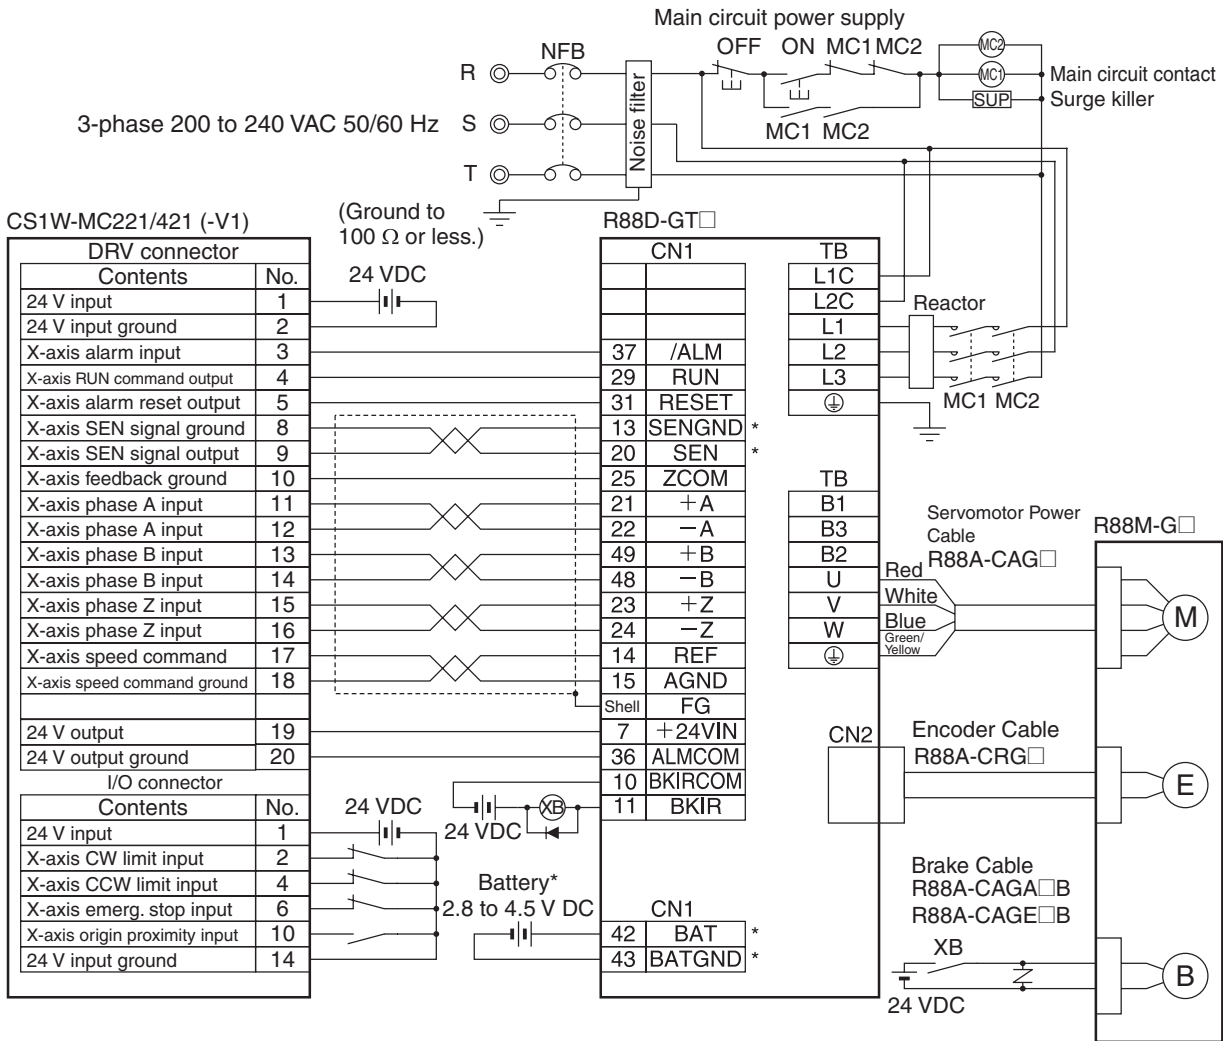 Main circuit power supply
OFF ON MC1 MC2
MC2
NFB
R
MC1
Main circuit contact
SUP
Surge killer
Noise filter
3-phase 200 to 240 VAC 50/60 Hz
S
MC1 MC2
T
CS1W-MC221/421 (-V1)
(Ground to
100 Ω or less.)
R88D-GT□
DRV connector
Contents No.
24 V input 1
24 V input ground 2
X-axis alarm input 3
X-axis RUN command output 4
X-axis alarm reset output 5
X-axis SEN signal ground 8
X-axis SEN signal output 9
X-axis feedback ground 10
X-axis phase A input 11
X-axis phase A input 12
X-axis phase B input 13
X-axis phase B input 14
X-axis phase Z input 15
X-axis phase Z input 16
X-axis speed command 17
X-axis speed command ground 18
24 V output 19
24 V output ground 20
I/O connector
Contents No.
24 V input 1
X-axis CW limit input 2
X-axis CCW limit input 4
X-axis emerg. stop input 6
X-axis origin proximity input 10
24 V input ground 14
24 VDC
24 VDC
24 VDC
XB
Battery*
2.8 to 4.5 V DC
CN1
37 /ALM
29 RUN
31 RESET
13 SENGND *
20 SEN *
25 ZCOM
21 +A
22 −A
49 +B
48 −B
23 +Z
24 −Z
14 REF
15 AGND
Shell FG
7 +24VIN
36 ALMCOM
10 BKIRCOM
11 BKIR
CN1
42 BAT *
43 BATGND *
TB
L1C
L2C
L1
L2
L3
Reactor
MC1 MC2
TB
B1
B3
B2
U
V
W
Servomotor Power
Cable
R88A-CAG□
Red
White
Blue
Green/
Yellow
R88M-G□
M
CN2
Encoder Cable
R88A-CRG□
E
Brake Cable
R88A-CAGA□B
R88A-CAGE□B
XB
24 VDC
B